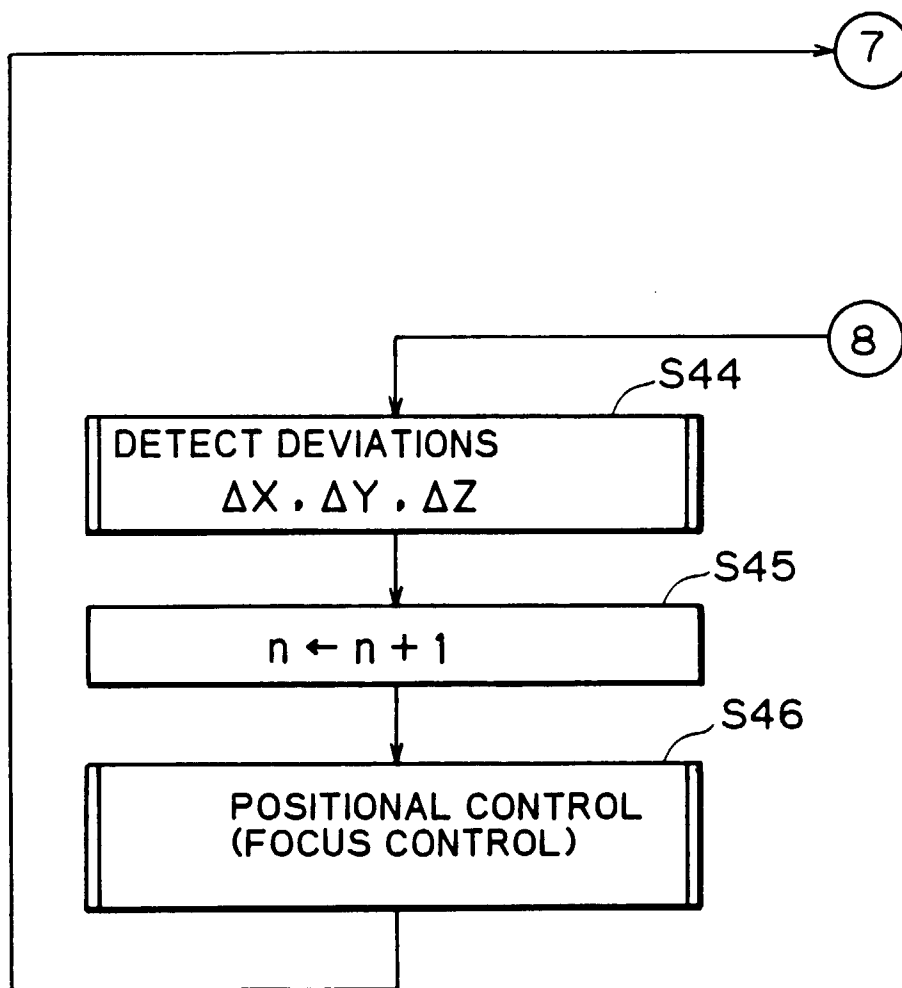 7
8
S44
DETECT DEVIATIONS
ΔX, ΔY, ΔZ
S45
n ← n + 1
S46
POSITIONAL CONTROL
(FOCUS CONTROL)